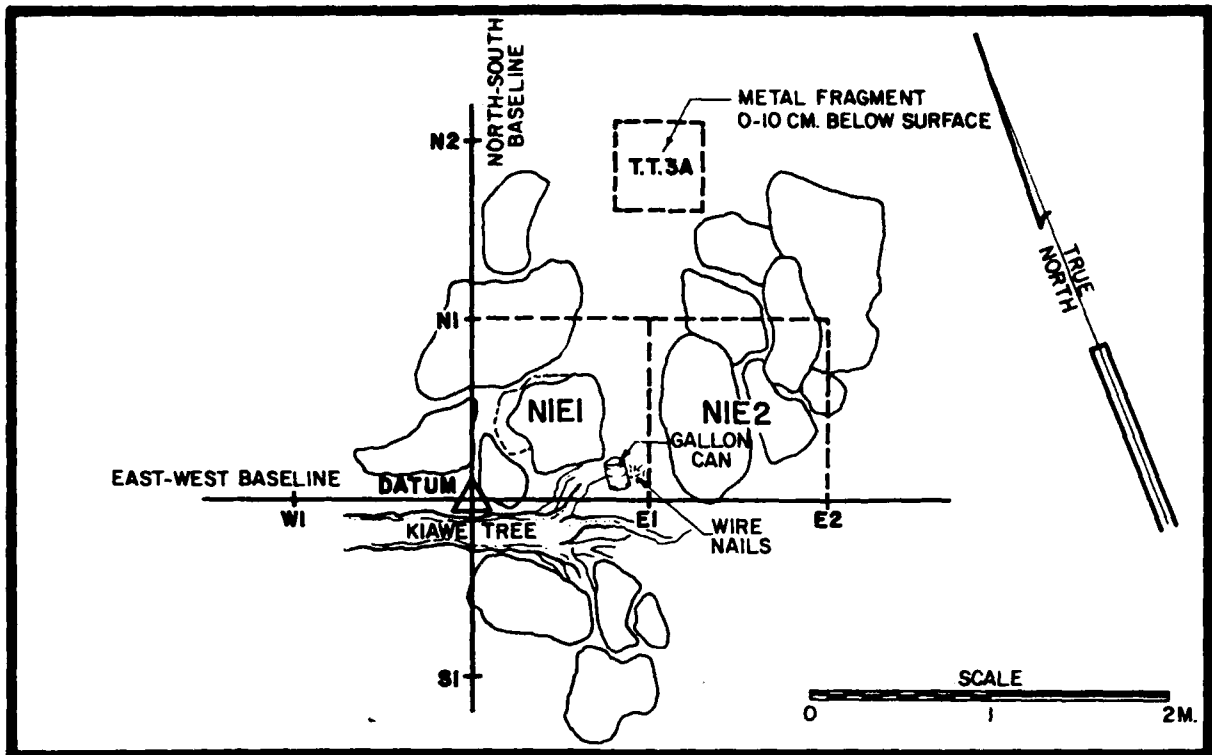 NORTH-SOUTH
BASELINE
METAL FRAGMENT
0-10 CM. BELOW SURFACE
N2
T.T.3A
TRUE
NORTH
N1
N1E1
N1E2
GALLON
CAN
EAST-WEST BASELINE
DATUM
W1
E1
E2
KIAWE TREE
WIRE
NAILS
S1
SCALE
0
1
2M.